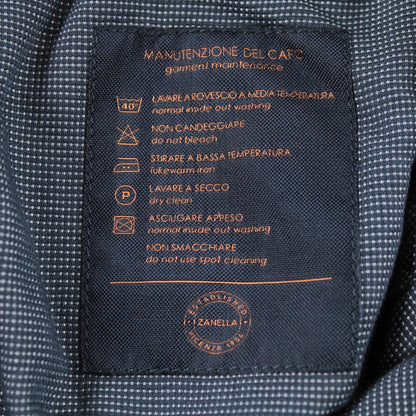 MANUTENZIONE DEL CAPO
garment maintenance
40°
LAVARE A ROVESCIO A MEDIA TEMPERATURA
normal inside out washing
NON CANDEGGIARE
do not bleach
STIRARE A BASSA TEMPERATURA
lukewarm iron
P
LAVARE A SECCO
dry clean
ASCIUGARE APPESO
normal inside out washing
NON SMACCHIARE
do not use spot cleaning
ESTABLISHED
ZANELLA
VICENZA 1954